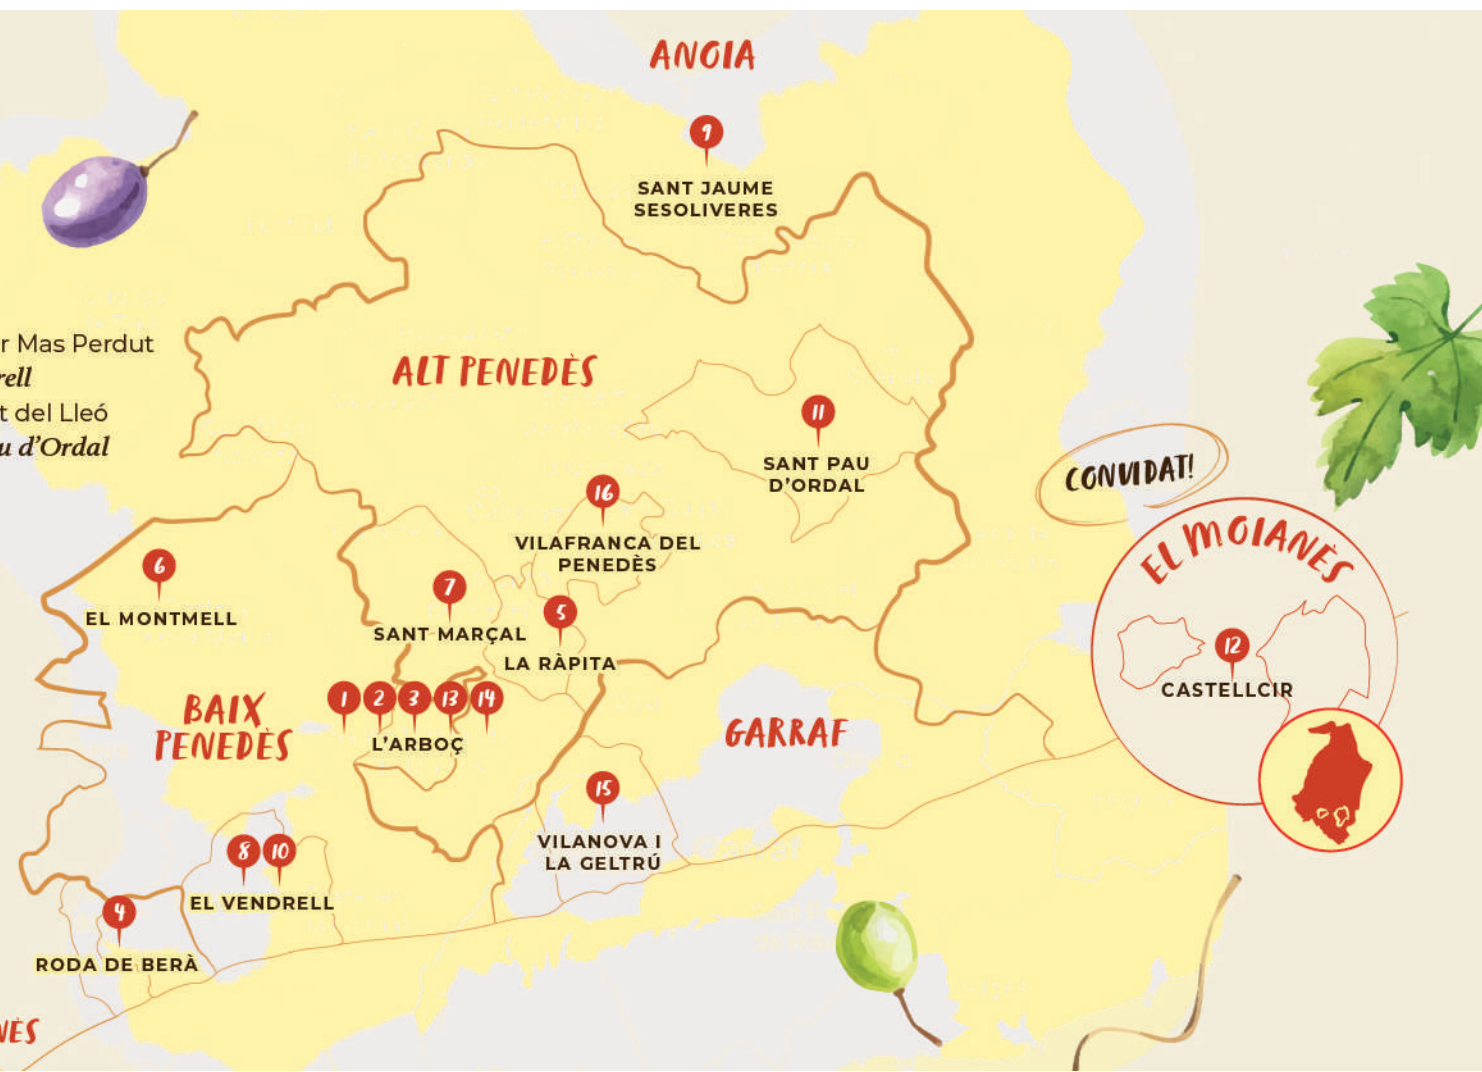 ANOIA
9
SANT JAUME
SESOLIVERES
r Mas Perdut
rell
t del Lleó
u d'Ordal
ALT PENEDÈS
11
SANT PAU
D'ORDAL
CONVIDAT!
16
VILAFRANCA DEL
PENEDÈS
EL MOIANÈS
12
CASTELLCIR
6
EL MONTMELL
7
SANT MARÇAL
5
LA RÀPITA
BAIX
PENEDÈS
1 2 3 13 14
L'ARBOÇ
GARRAF
15
VILANOVA I
LA GELTRÚ
8 10
EL VENDRELL
4
RODA DE BERÀ
NÈS